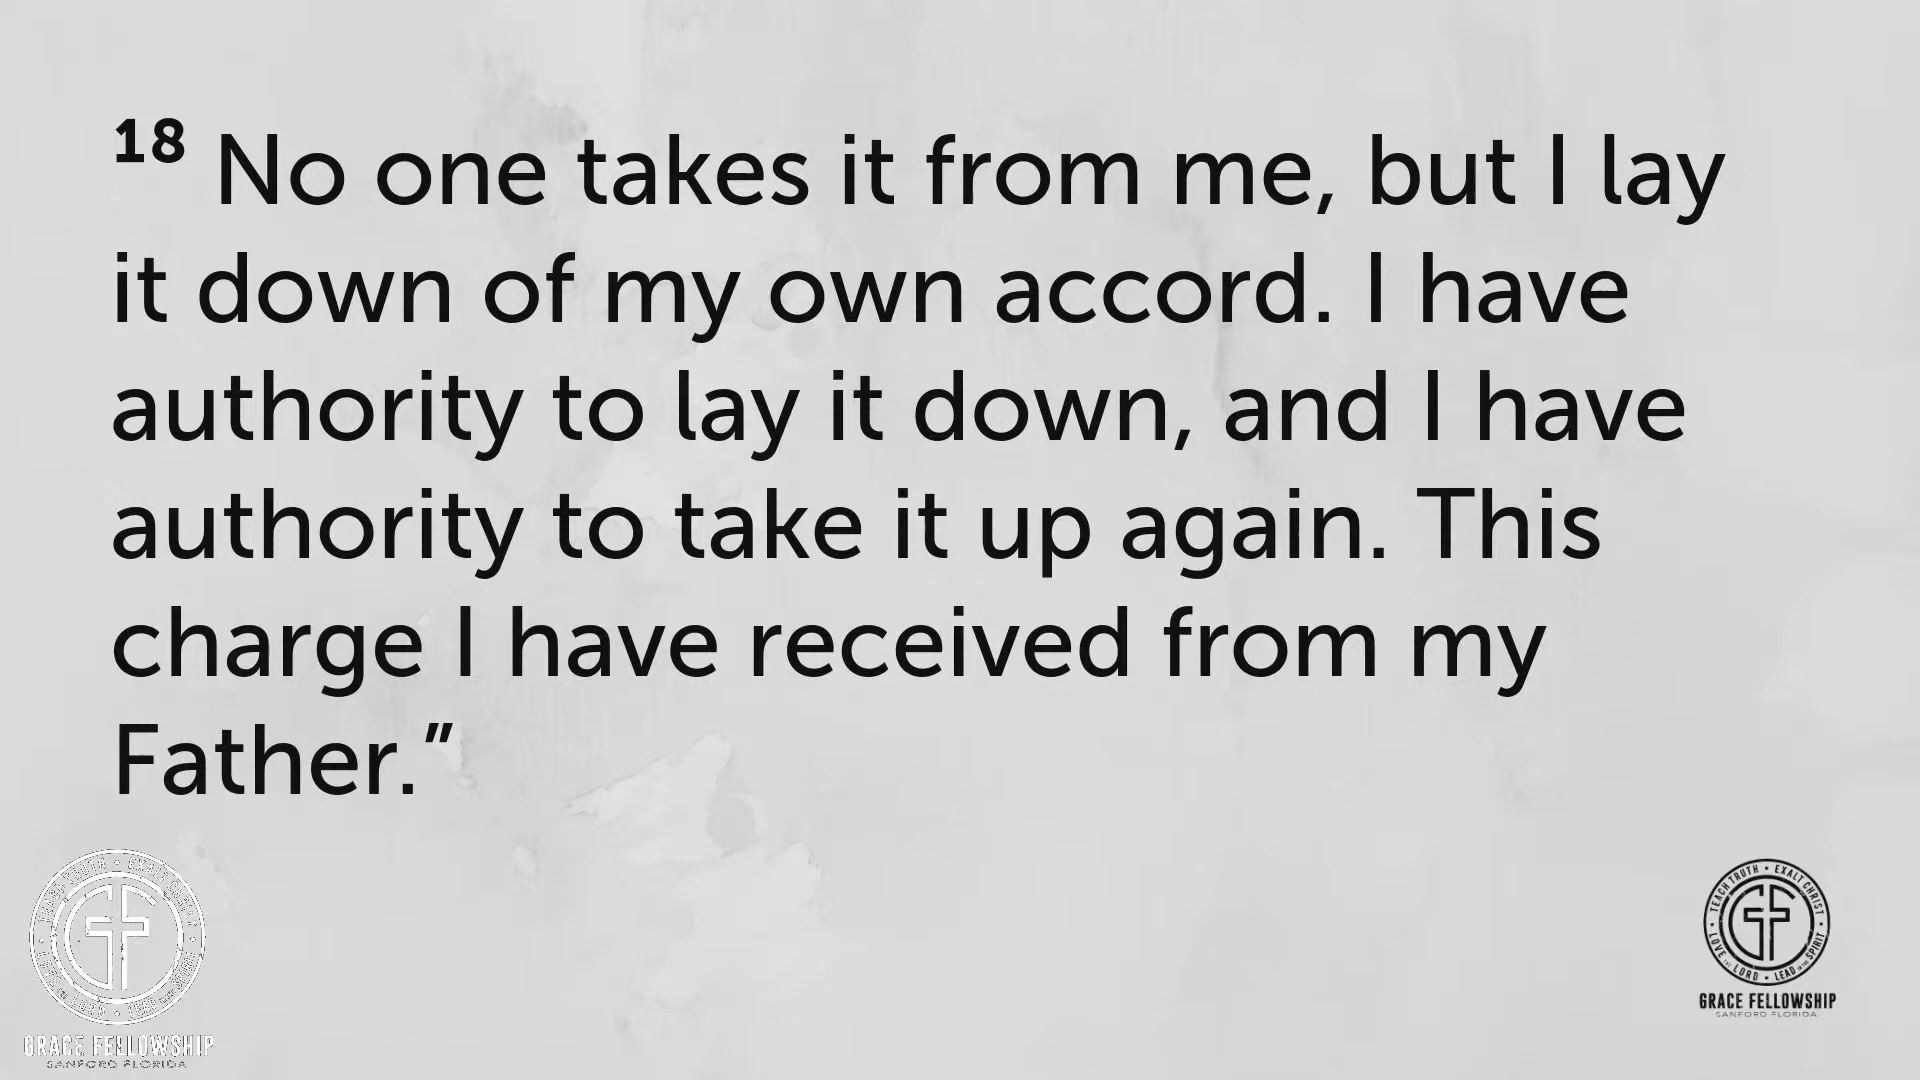 18 No one takes it from me, but I lay
it down of my own accord. I have
authority to lay it down, and I have
authority to take it up again. This
charge I have received from my
Father.”
TEACH TRUTH • EXALT CHRIST • LEAD IN THE SPIRIT • LOVE THE LORD •
GRACE FELLOWSHIP
SANFORD FLORIDA
GRACE FELLOWSHIP
SANFORD FLORIDA